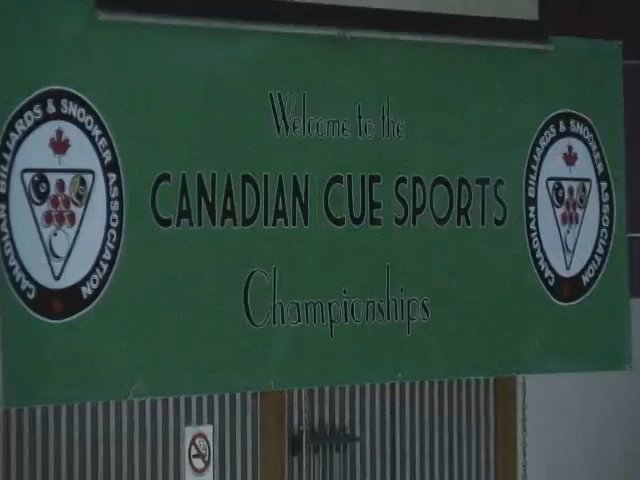 Welcome to the
CANADIAN CUE SPORTS
Championships
CANADIAN BILLIARDS & SNOOKER ASSOCIATION
CANADIAN BILLIARDS & SNOOKER ASSOCIATION